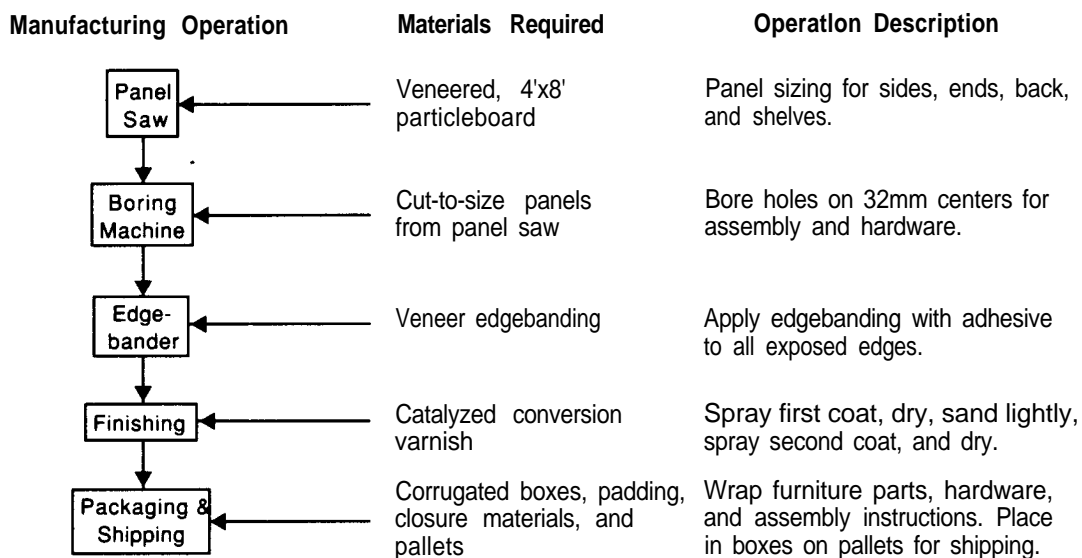 Manufacturing Operation Materials Required Operation Description
Panel
Saw
Veneered, 4'x8'
particleboard
Panel sizing for sides, ends, back,
and shelves.
Boring
Machine
Cut-to-size panels
from panel saw
Bore holes on 32mm centers for
assembly and hardware.
Edge-
bander
Veneer edgebanding
Apply edgebanding with adhesive
to all exposed edges.
Finishing
Catalyzed conversion
varnish
Spray first coat, dry, sand lightly,
spray second coat, and dry.
Packaging &
Shipping
Corrugated boxes, padding,
closure materials, and
pallets
Wrap furniture parts, hardware,
and assembly instructions. Place
in boxes on pallets for shipping.